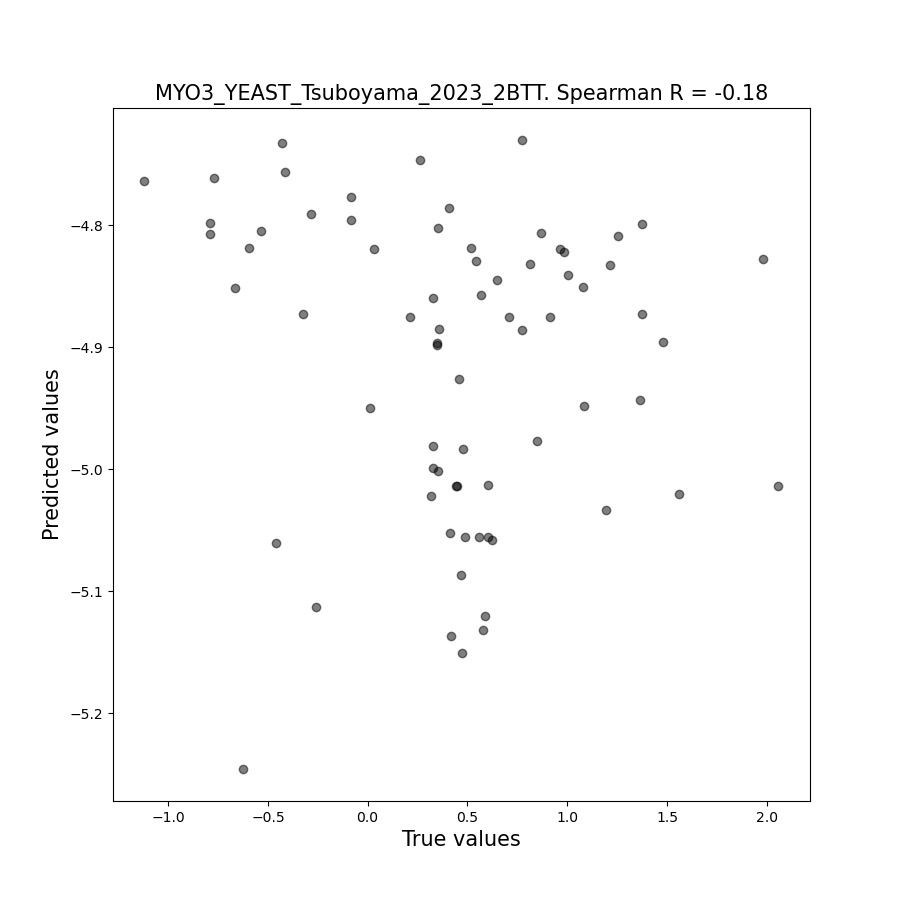 MYO3_YEAST_Tsuboyama_2023_2BTT. Spearman R = -0.18
Predicted values
−4.8
−4.9
−5.0
−5.1
−5.2
−1.0 −0.5 0.0 0.5 1.0 1.5 2.0
True values